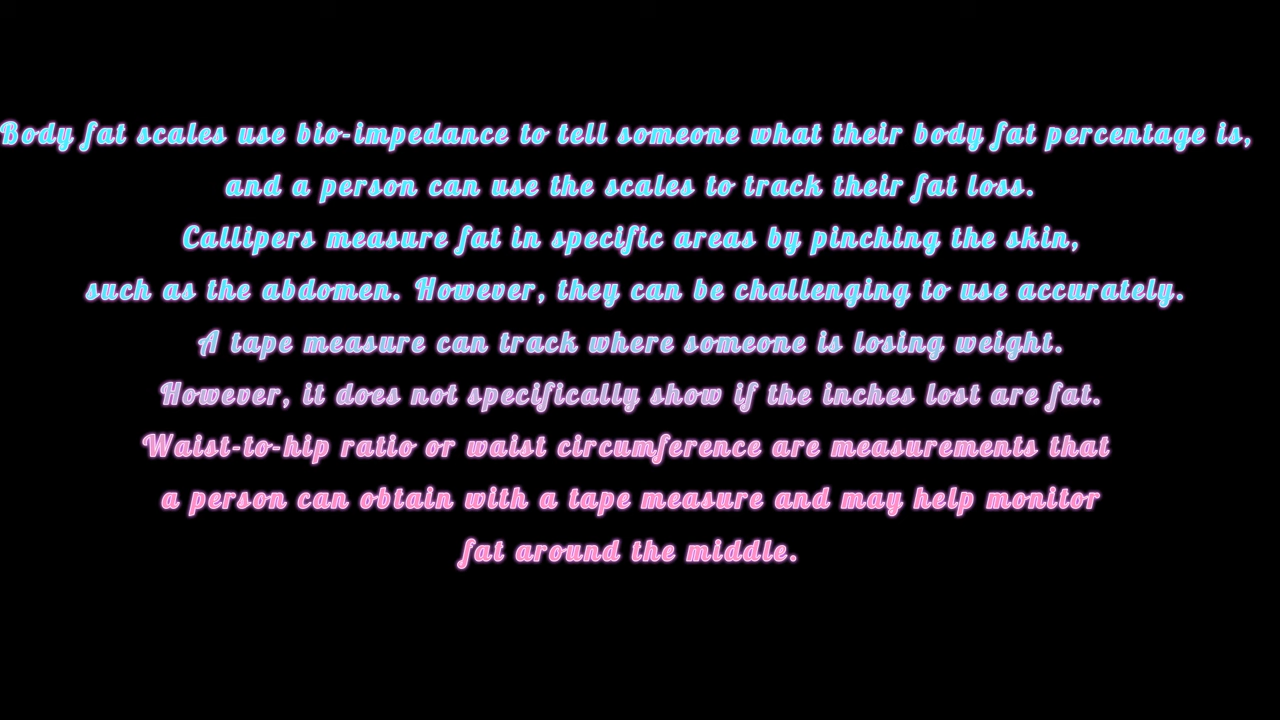 Body fat scales use bio-impedance to tell someone what their body fat percentage is,
and a person can use the scales to track their fat loss.
Callipers measure fat in specific areas by pinching the skin,
such as the abdomen. However, they can be challenging to use accurately.
A tape measure can track where someone is losing weight.
However, it does not specifically show if the inches lost are fat.
Waist-to-hip ratio or waist circumference are measurements that
a person can obtain with a tape measure and may help monitor
fat around the middle.